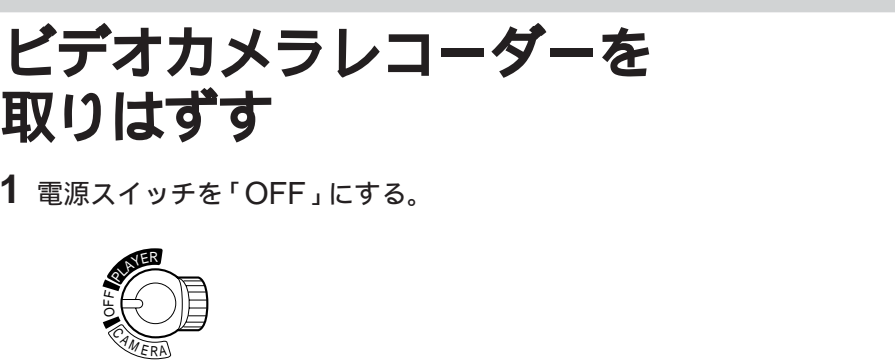 ビデオカメラレコーダーを
取りはずす
1 電源スイッチを「OFF」にする。
PLAYER
OFF
CAMERA